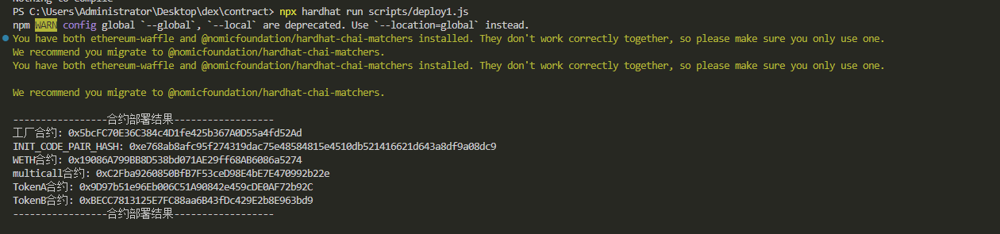 Nothing to compile
PS C:\Users\Administrator\Desktop\dex\contract> npx hardhat run scripts/deploy1.js
npm WARN config global `--global`, `--local` are deprecated. Use `--location=global` instead.
You have both ethereum-waffle and @nomicfoundation/hardhat-chai-matchers installed. They don't work correctly together, so please make sure you only use one.
We recommend you migrate to @nomicfoundation/hardhat-chai-matchers.
You have both ethereum-waffle and @nomicfoundation/hardhat-chai-matchers installed. They don't work correctly together, so please make sure you only use one.
We recommend you migrate to @nomicfoundation/hardhat-chai-matchers.
----------------合约部署结果-----------------
工厂合约: 0x5bcFC70E36C384c4D1fe425b367A0D55a4fd52Ad
INIT_CODE_PAIR_HASH: 0xe768ab8afc95f274319dac75e48584815e4510db521416621d643a8df9a08dc9
WETH合约: 0x19086A799BB8D538bd071AE29ff68AB6086a5274
multicall合约: 0xC2Fba9260850BfB7F53ceD98E4bE7E470992b22e
TokenA合约: 0x9D97b51e96Eb006C51A90842e459cDE0AF72b92C
TokenB合约: 0xBECC7813125E7FC88aa6B43fDc429E2b8E963bd9
----------------合约部署结果-----------------